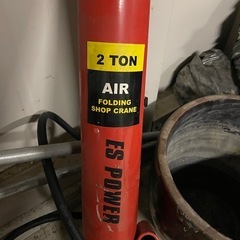 2 TON
AIR
FOLDING
SHOP CRANE
ES POWER